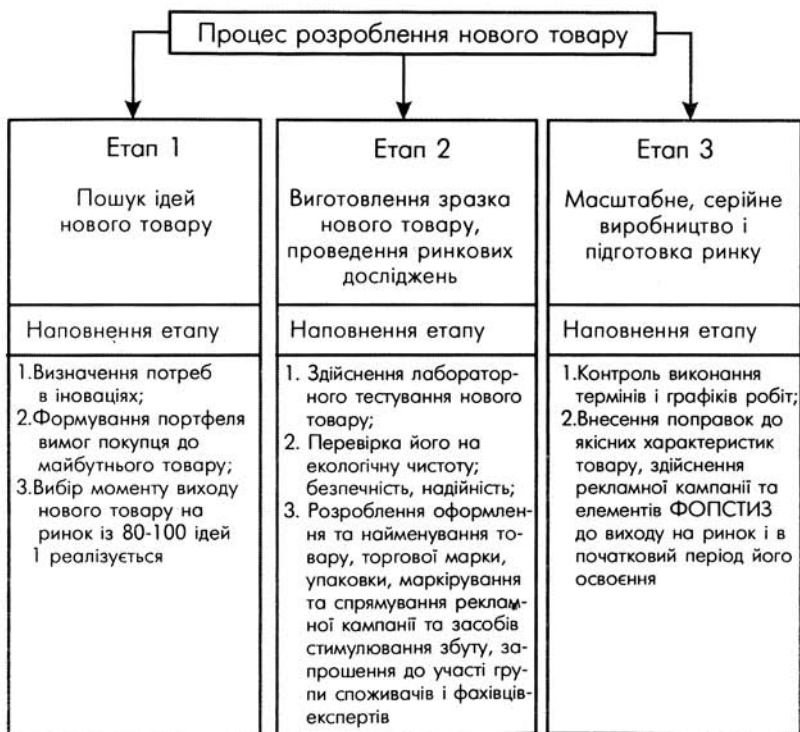 Процес розроблення нового товару
Етап 1
Пошук ідей
нового товару
Наповнення етапу
1.Визначення потреб
в іноваціях;
2.Формування портфеля
вимог покупця до
майбутнього товару;
3.Вибір моменту виходу
нового товару на
ринок із 80-100 ідей
1 реалізується
Етап 2
Виготовлення зразка
нового товару,
проведення ринкових
досліджень
Наповнення етапу
1. Здійснення лаборатор-
ного тестування нового
товару;
2. Перевірка його на
екологічну чистоту;
безпечність, надійність;
3. Розроблення оформлен-
ня та найменування то-
вару, торгової марки,
упаковки, маркірування
та спрямування реклам-
ної кампанії та засобів
стимулювання збуту, за-
прошення до участі гру-
пи споживачів і фахівців-
експертів
Етап 3
Масштабне, серійне
виробництво і
підготовка ринку
Наповнення етапу
1.Контроль виконання
термінів і графіків робіт;
2.Внесення поправок до
якісних характеристик
товару, здійснення
рекламної кампанії та
елементів ФОПСТИЗ
до виходу на ринок і в
початковий період його
освоєння